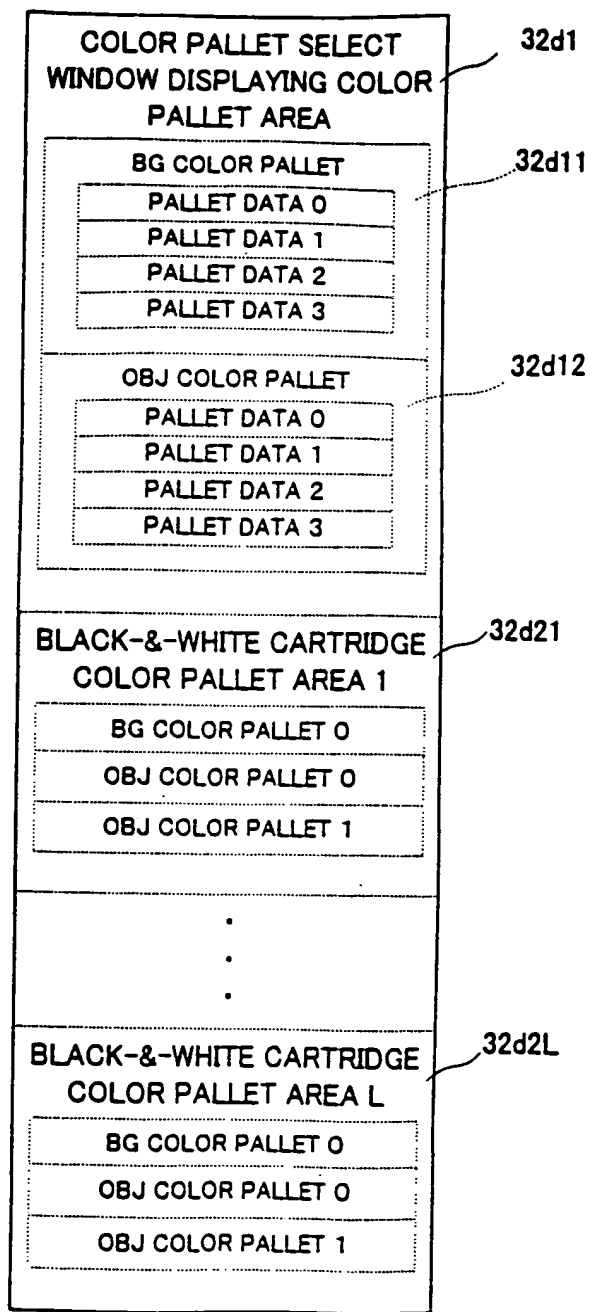 COLOR PALLET SELECT
WINDOW DISPLAYING COLOR
PALLET AREA
32d1
BG COLOR PALLET
32d11
PALLET DATA 0
PALLET DATA 1
PALLET DATA 2
PALLET DATA 3
OBJ COLOR PALLET
32d12
PALLET DATA 0
PALLET DATA 1
PALLET DATA 2
PALLET DATA 3
BLACK-&-WHITE CARTRIDGE
COLOR PALLET AREA 1
32d21
BG COLOR PALLET 0
OBJ COLOR PALLET 0
OBJ COLOR PALLET 1
BLACK-&-WHITE CARTRIDGE
COLOR PALLET AREA L
32d2L
BG COLOR PALLET 0
OBJ COLOR PALLET 0
OBJ COLOR PALLET 1